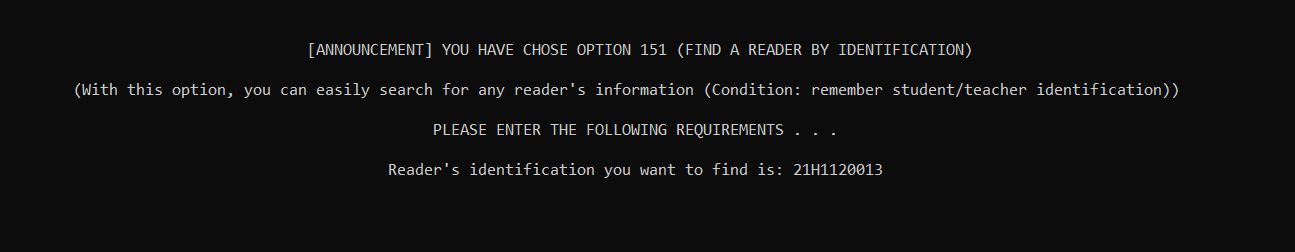 [ANNOUNCEMENT] YOU HAVE CHOSE OPTION 151 (FIND A READER BY IDENTIFICATION)
(With this option, you can easily search for any reader's information (Condition: remember student/teacher identification))
PLEASE ENTER THE FOLLOWING REQUIREMENTS . . .
Reader's identification you want to find is: 21H1120013